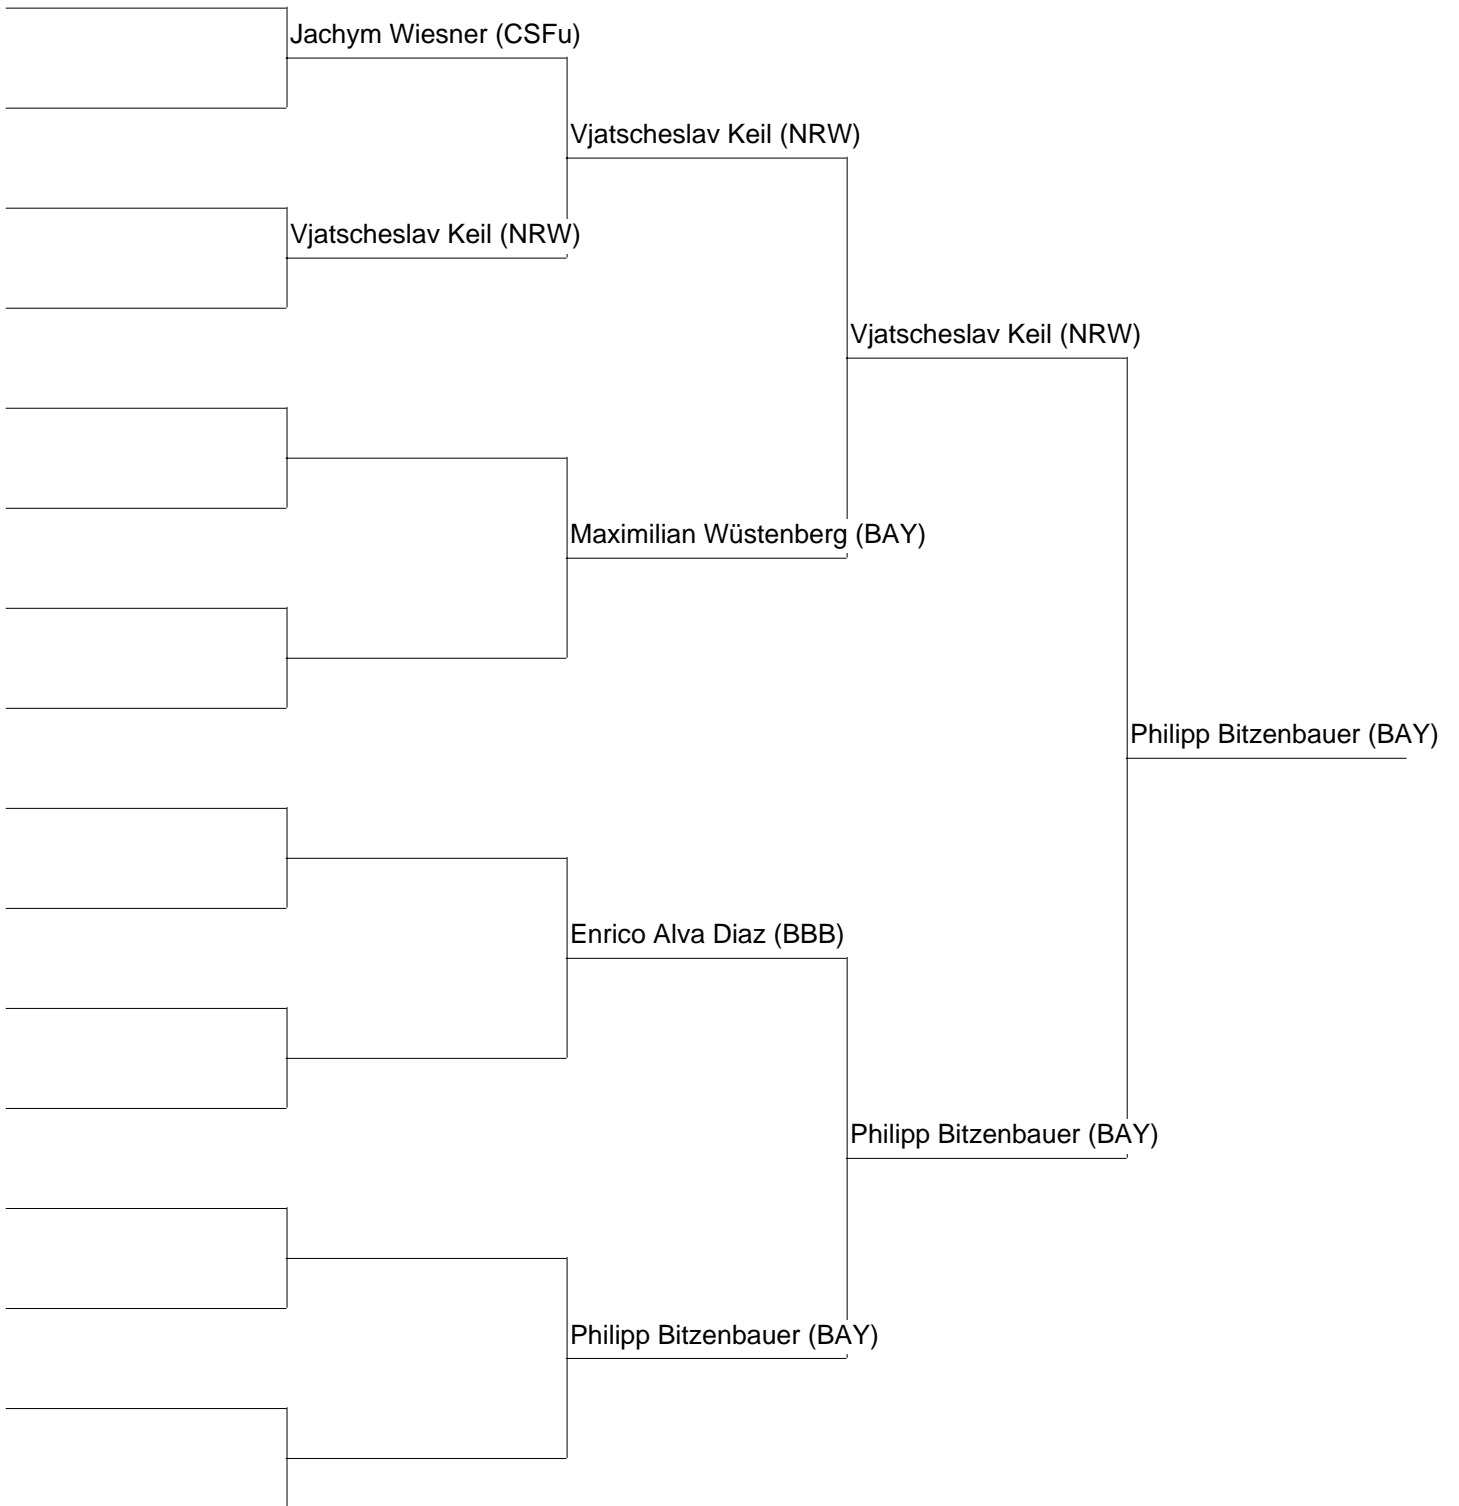 Jachym Wiesner (CSFu)
Vjatscheslav Keil (NRW)
Vjatscheslav Keil (NRW)
Vjatscheslav Keil (NRW)
Maximilian Wüstenberg (BAY)
Philipp Bitzenbauer (BAY)
Enrico Alva Diaz (BBB)
Philipp Bitzenbauer (BAY)
Philipp Bitzenbauer (BAY)